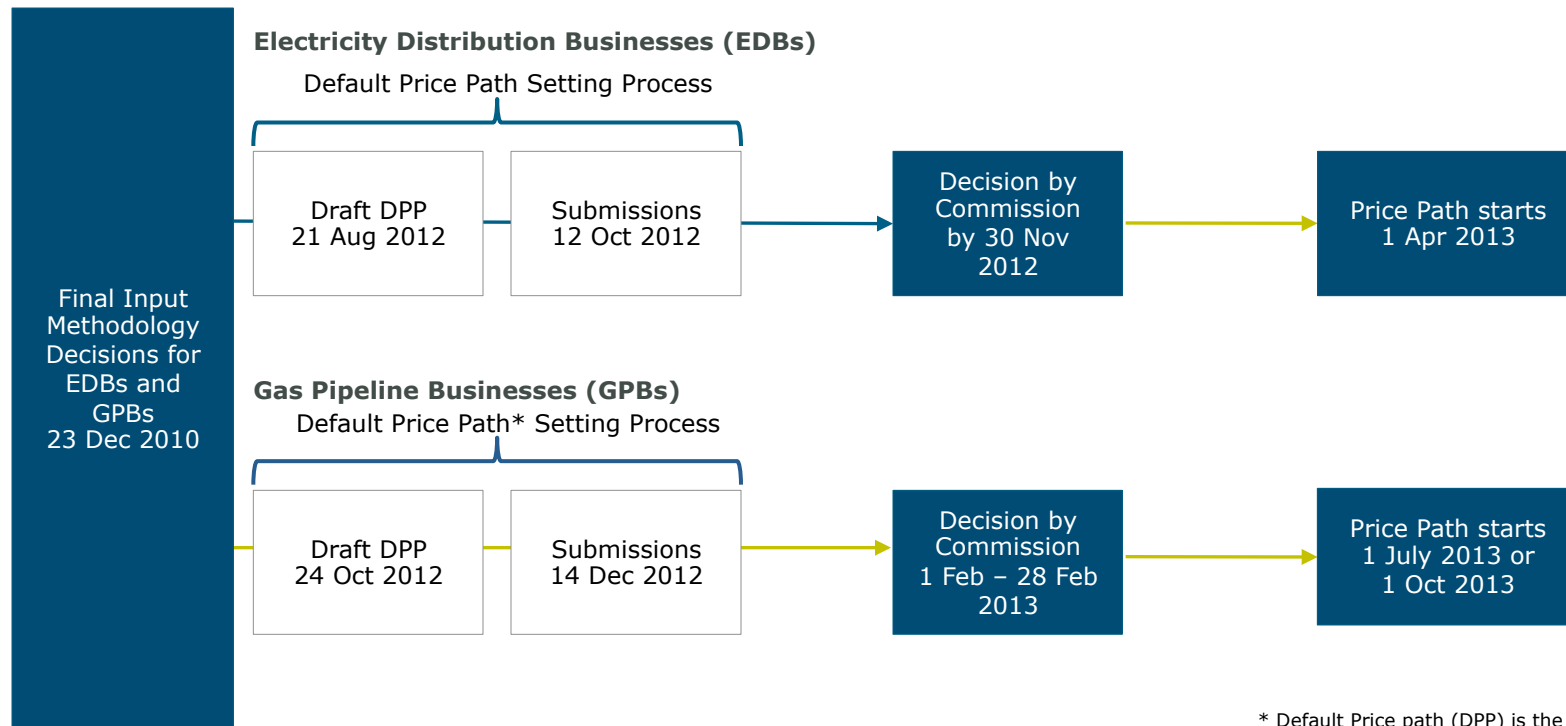 Final Input
Methodology
Decisions for
EDBs and
GPBs
23 Dec 2010
Electricity Distribution Businesses (EDBs)
Default Price Path Setting Process
Draft DPP
21 Aug 2012
Submissions
12 Oct 2012
Decision by
Commission
by 30 Nov
2012
Price Path starts
1 Apr 2013
Gas Pipeline Businesses (GPBs)
Default Price Path* Setting Process
Draft DPP
24 Oct 2012
Submissions
14 Dec 2012
Decision by
Commission
1 Feb – 28 Feb
2013
Price Path starts
1 July 2013 or
1 Oct 2013
* Default Price path (DPP) is the